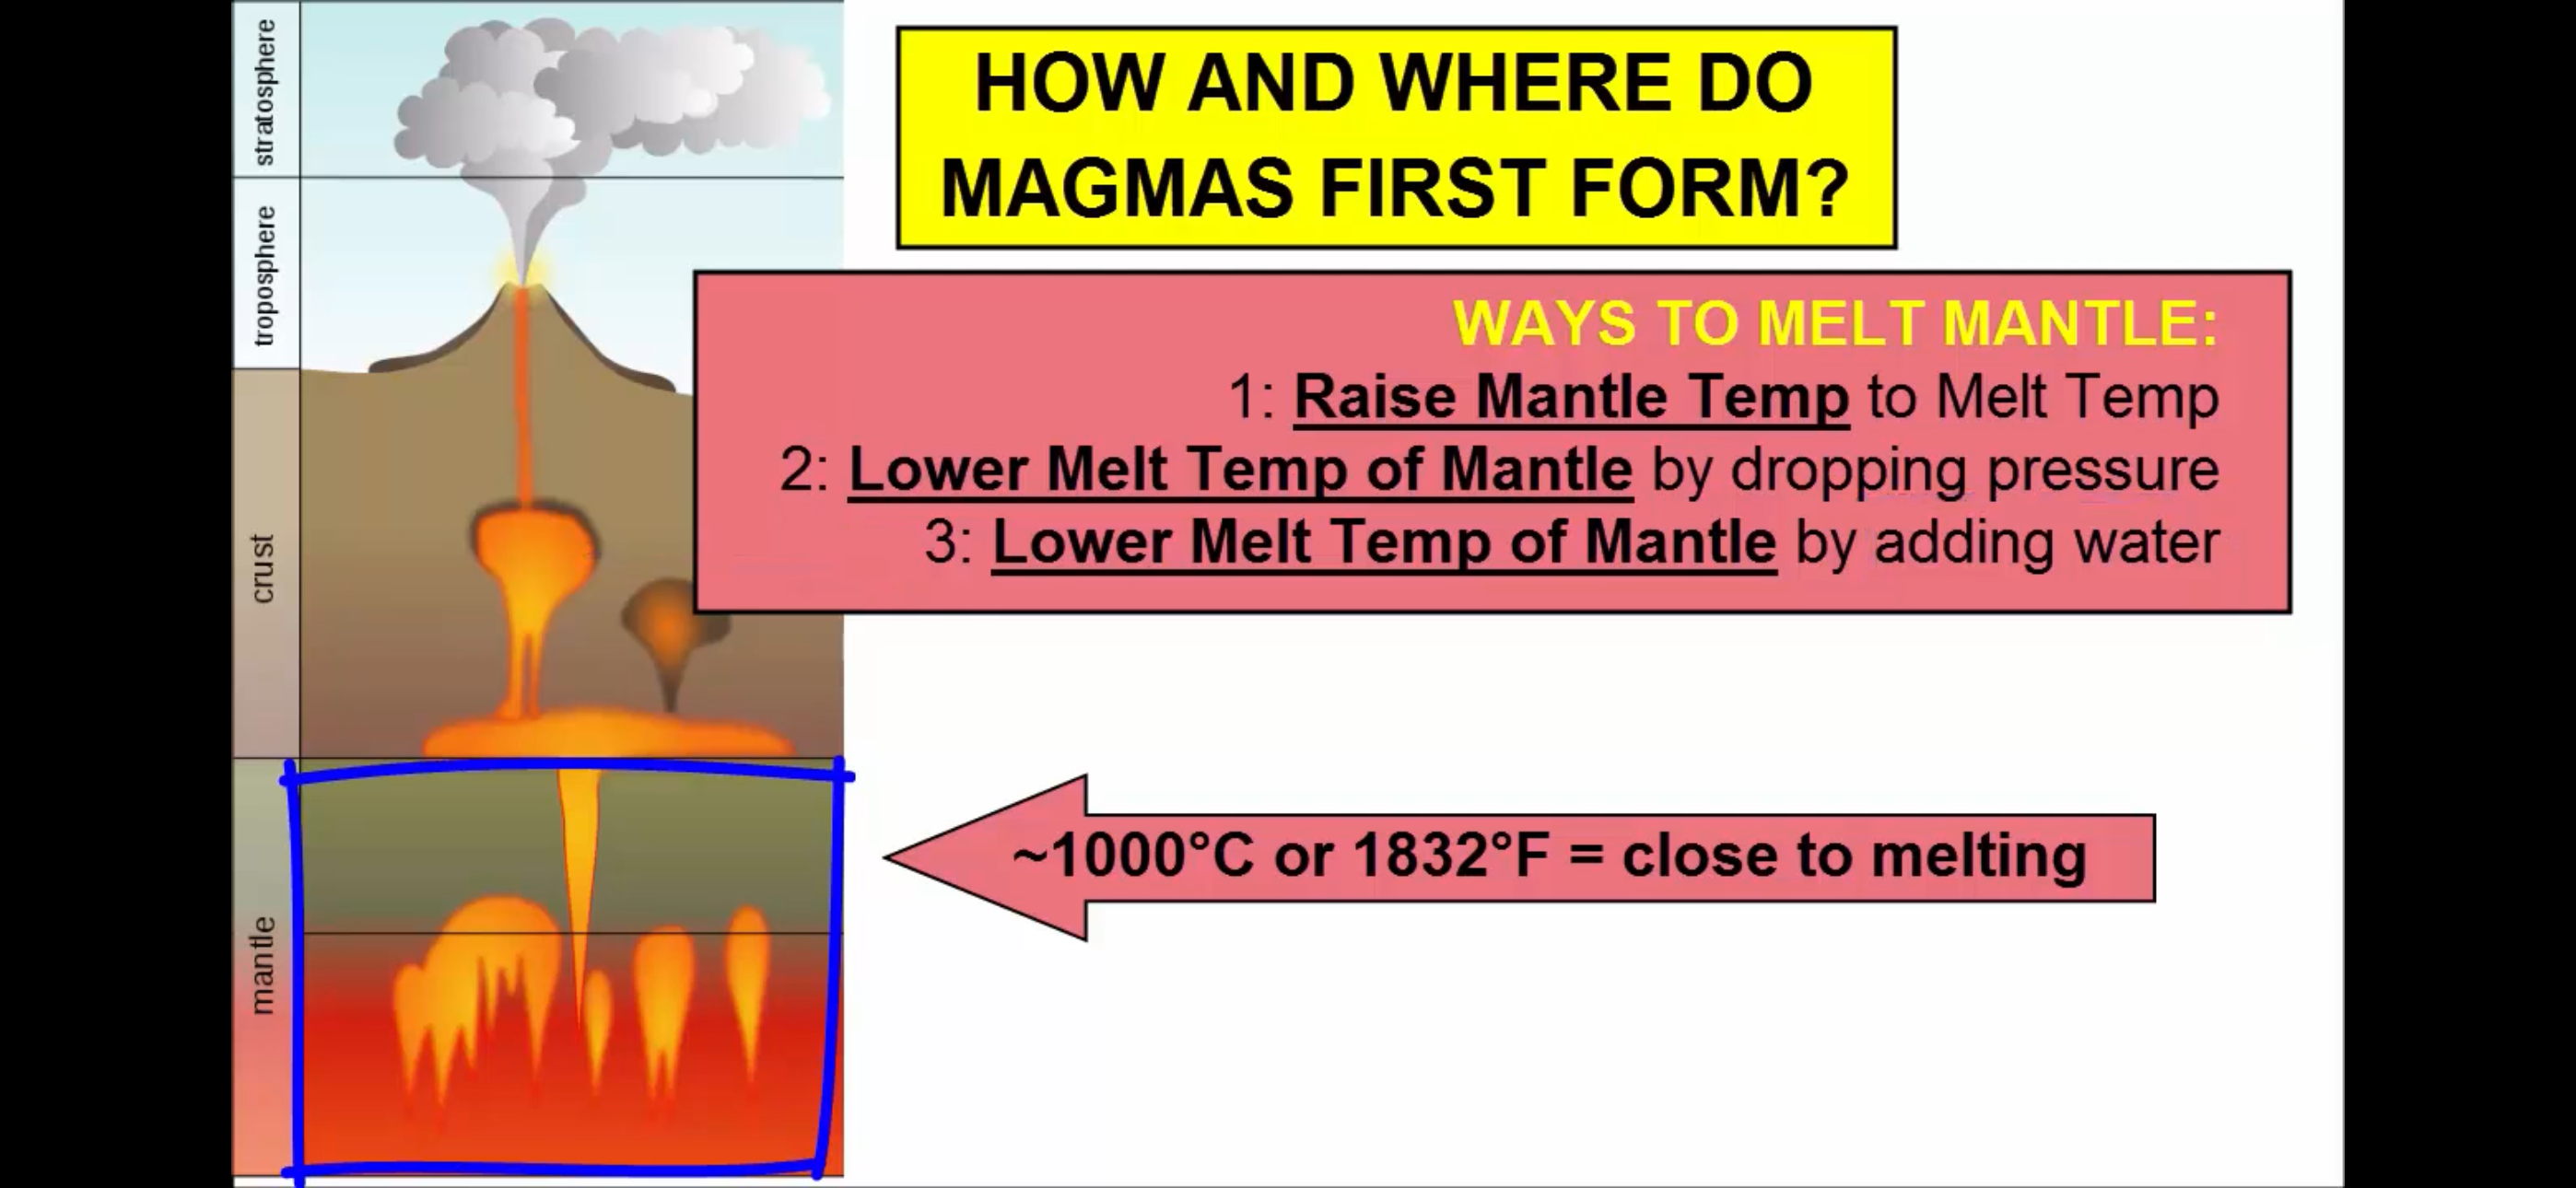 stratosphere
troposphere
crust
mantle
HOW AND WHERE DO
MAGMAS FIRST FORM?
WAYS TO MELT MANTLE:
1: Raise Mantle Temp to Melt Temp
2: Lower Melt Temp of Mantle by dropping pressure
3: Lower Melt Temp of Mantle by adding water
~1000°C or 1832°F = close to melting